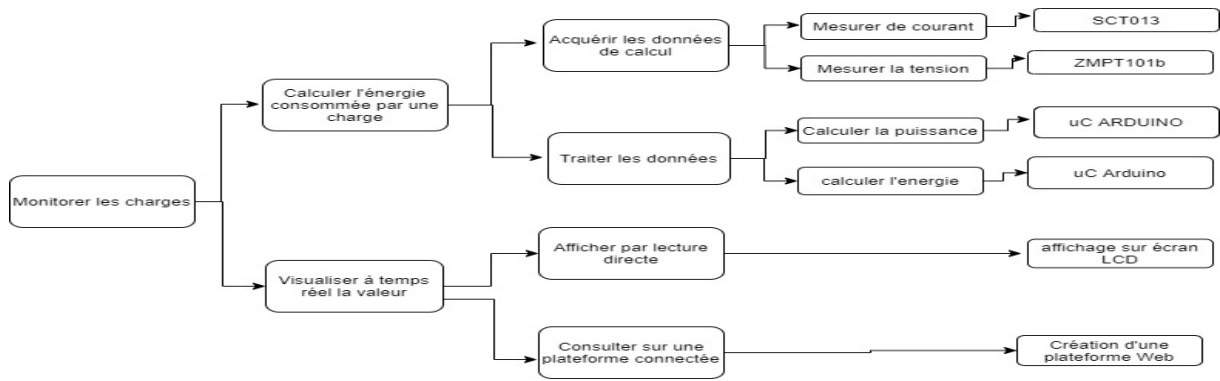 Monitorer les charges
Calculer l'énergie
consommée par une
charge
Visualiser à temps
réel la valeur
Acquérir les données
de calcul
Traiter les données
Afficher par lecture
directe
Consulter sur une
plateforme connectée
Mesurer de courant
Mesurer la tension
Calculer la puissance
calculer l'energie
SCT013
ZMPT101b
uC ARDUINO
uC Arduino
affichage sur écran
LCD
Création d'une
plateforme Web